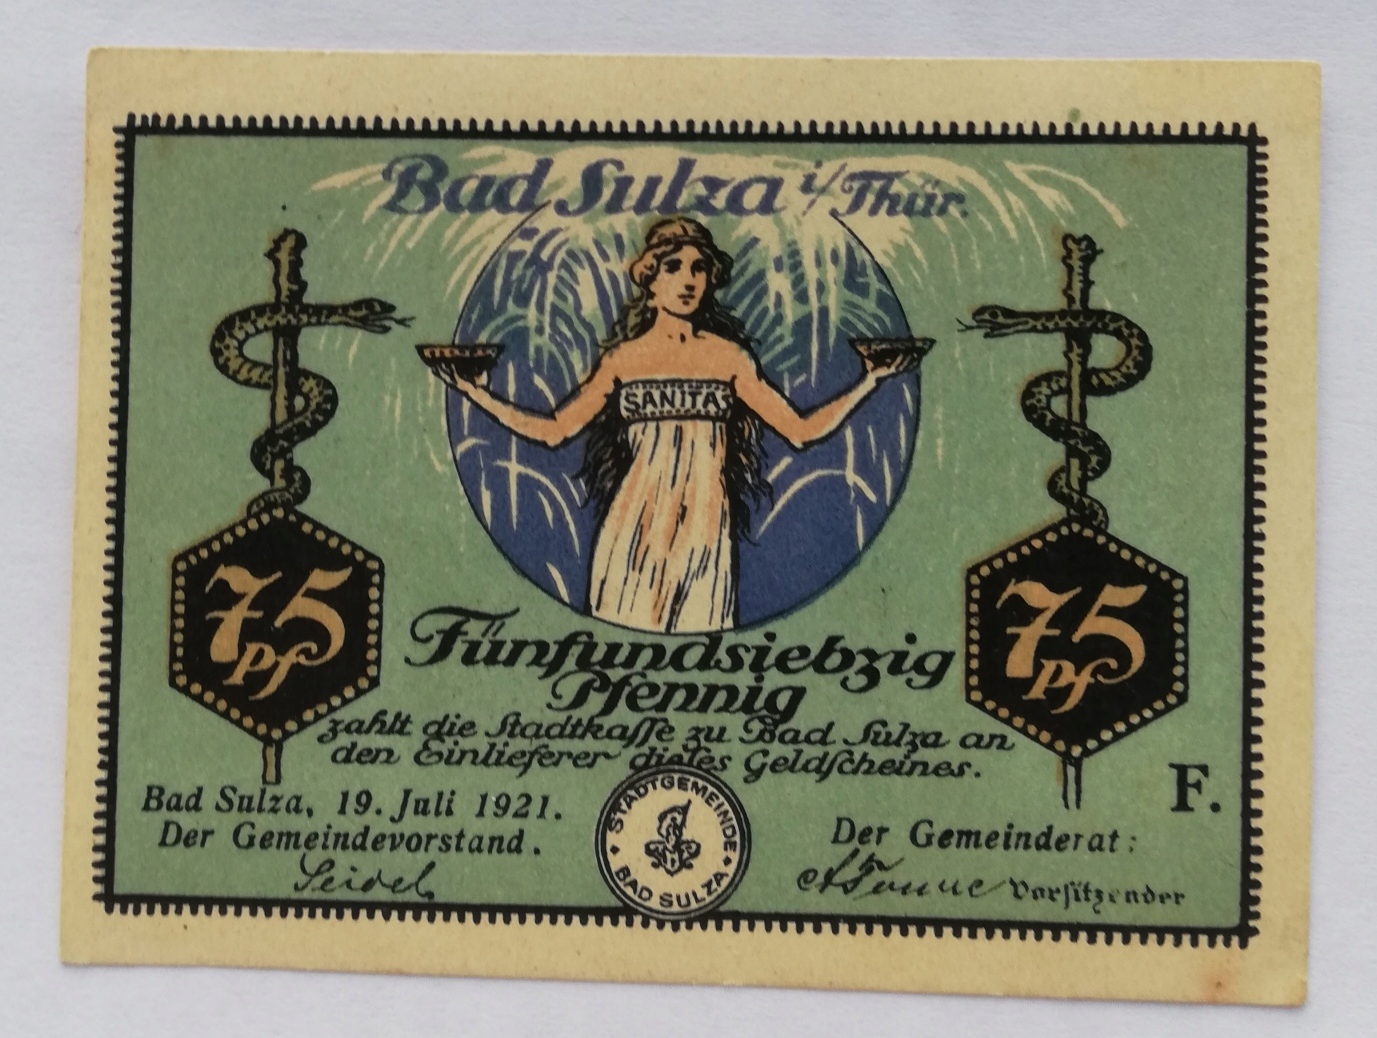 Bad Sulza i/Thür.
SANITAS
75
Pf
75
Pf
Fünfundsiebzig
Pfennig
zahlt die Stadtkasse zu Bad Sulza an
den Einlieferer dieses Geldscheines.
Bad Sulza, 19. Juli 1921.
Der Gemeindevorstand.
Seidel
STADTGEMEINDE
BAD SULZA
F.
Der Gemeinderat:
Vorsitzender